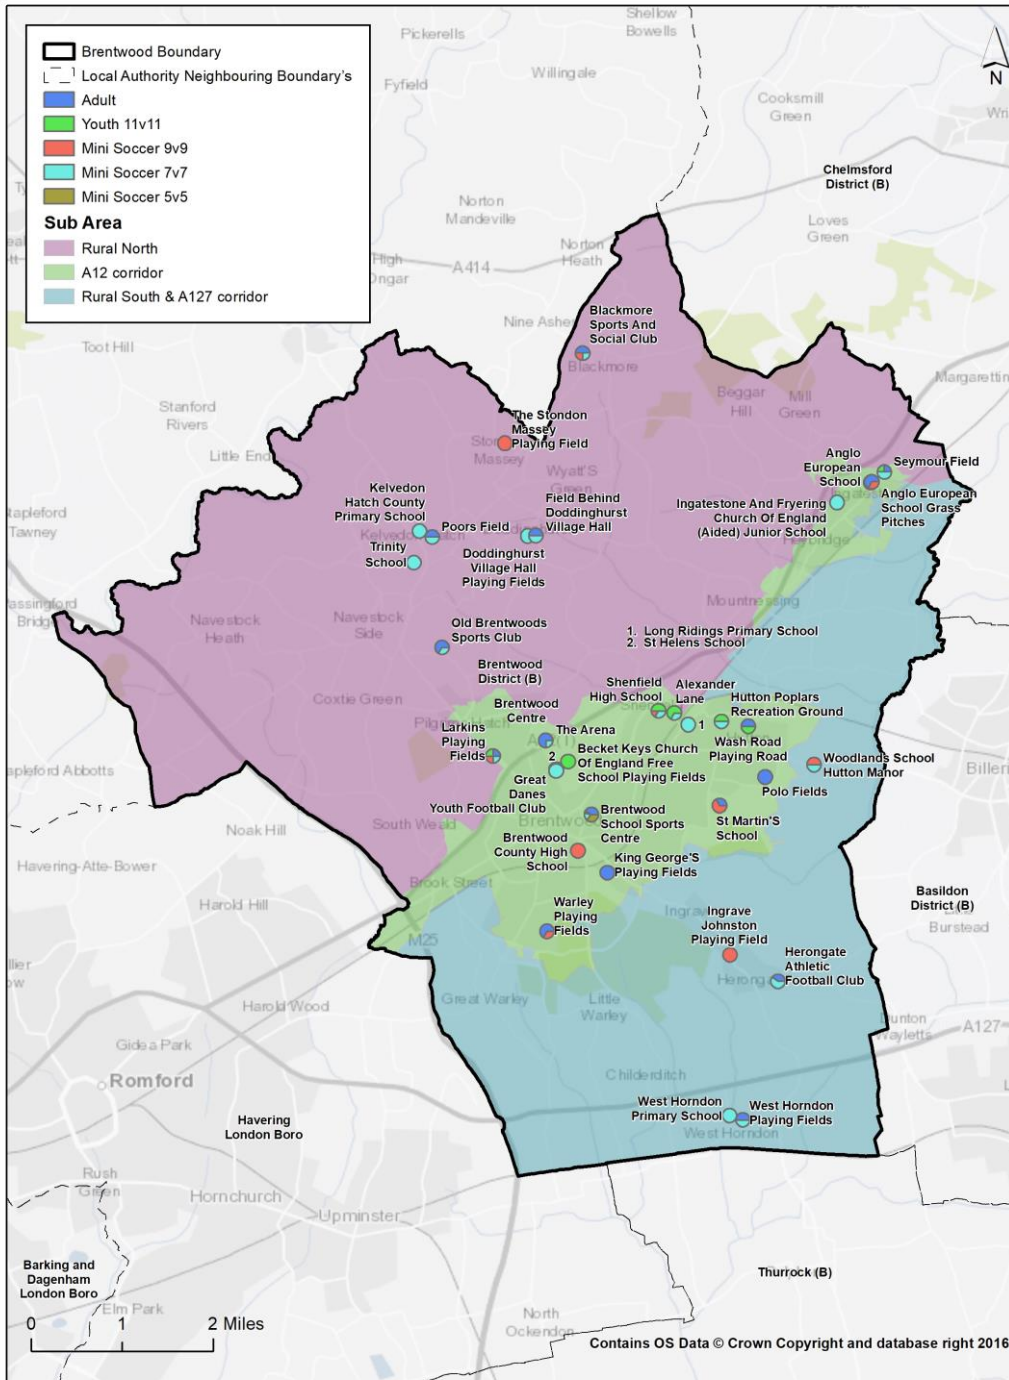 Brentwood Boundary
Local Authority Neighbouring Boundary's
Adult
Youth 11v11
Mini Soccer 9v9
Mini Soccer 7v7
Mini Soccer 5v5
Sub Area
Rural North
A12 corridor
Rural South & A127 corridor
N
Pickerells
Shellow
Bowells
Willingale
Fyfield
Cooksmill
Green
Chelmsford
District (B)
Norton
Mandeville
Loves
Green
Norton
Heath
High
Ongar
A414
Blackmore
Sports And
Social Club
Blackmore
Toot Hill
Margaretting
Beggar
Hill
Mill
Green
Stanford
Rivers
The Stondon
Massey
Playing Field
Massey
Wyatt'S
Green
Anglo
European
School
Seymour Field
Anglo European
School Grass
Pitches
Ingatestone And Fryering
Church Of England
(Aided) Junior School
Kelvedon
Hatch County
Primary School
Poors Field
Field Behind
Doddinghurst
Village Hall
Trinity
School
Doddinghurst
Village Hall
Playing Fields
Mountnessing
Navestock
Heath
Navestock
Side
Old Brentwoods
Sports Club
1. Long Ridings Primary School
2. St Helens School
Brentwood
District (B)
Shenfield
High School
Alexander
Lane
Hutton Poplars
Recreation Ground
1
Coxtie Green
Brentwood
Centre
The Arena
Larkins
Playing
Fields
2
Becket Keys Church
Of England Free
School Playing Fields
Wash Road
Playing Road
Woodlands School
Hutton Manor
Great
Danes
Youth Football Club
Polo Fields
South Weald
Brentwood
School Sports
Centre
St Martin'S
School
Noak Hill
Havering-Atte-Bower
Brentwood
County High
School
King George'S
Playing Fields
Brook Street
Harold Hill
Basildon
District (B)
Burstead
Warley
Playing
Fields
M25
Ingrave
Johnston
Playing Field
Herongate
Athletic
Football Club
Great Warley
Little
Warley
Harold Wood
Dunton
Wayletts
A127
Gidea Park
Romford
Childerditch
Havering
London Boro
West Horndon
Primary School
West Horndon
Playing Fields
West Horndon
Rush
Green
Hornchurch
Upminster
Barking and
Dagenham
London Boro
Thurrock (B)
Elm Park
North
Ockendon
0 1 2 Miles
Contains OS Data © Crown Copyright and database right 2016